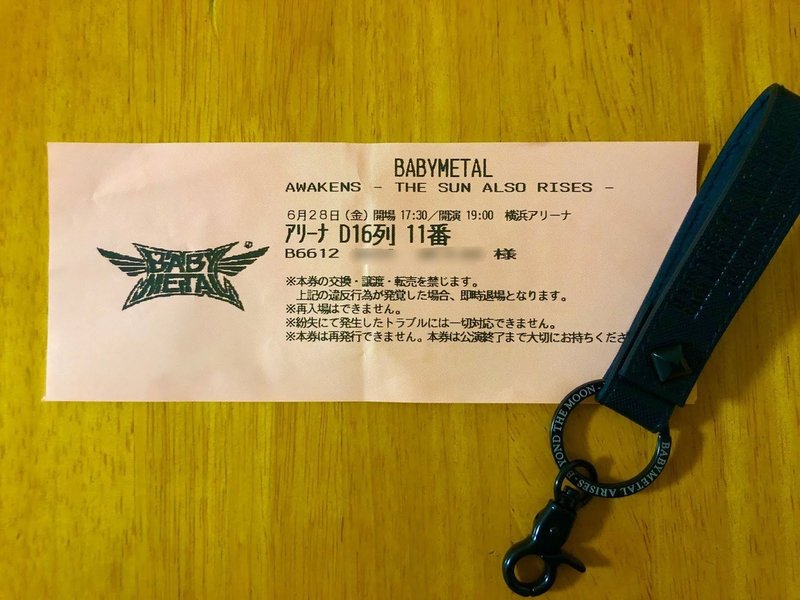 BABYMETAL
AWAKENS - THE SUN ALSO RISES -
6月28日(金)開場 17:30/開演 19:00 横浜アリーナ
ｱﾘｰﾅ D16列 11番
B6612 様
※本券の交換・譲渡・転売を禁じます。
上記の違反行為が発覚した場合、即時退場となります。
※再入場はできません。
※紛失にて発生したトラブルには一切対応できません。
※本券は再発行できません。本券は公演終了まで大切にお持ちくださ
BABY
METAL
BABYMETAL ARISES - BEYOND THE MOON -